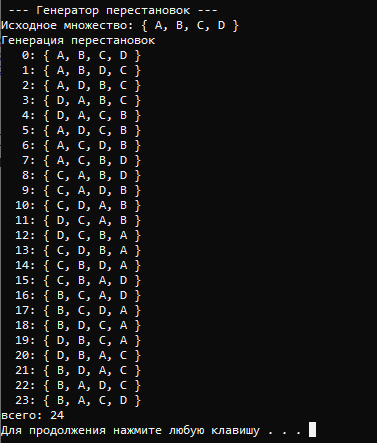 --- Генератор перестановок ---
Исходное множество: { A, B, C, D }
Генерация перестановок
0: { A, B, C, D }
1: { A, B, D, C }
2: { A, D, B, C }
3: { D, A, B, C }
4: { D, A, C, B }
5: { A, D, C, B }
6: { A, C, D, B }
7: { A, C, B, D }
8: { C, A, B, D }
9: { C, A, D, B }
10: { C, D, A, B }
11: { D, C, A, B }
12: { D, C, B, A }
13: { C, D, B, A }
14: { C, B, D, A }
15: { C, B, A, D }
16: { B, C, A, D }
17: { B, C, D, A }
18: { B, D, C, A }
19: { D, B, C, A }
20: { D, B, A, C }
21: { B, D, A, C }
22: { B, A, D, C }
23: { B, A, C, D }
всего: 24
Для продолжения нажмите любую клавишу . . .